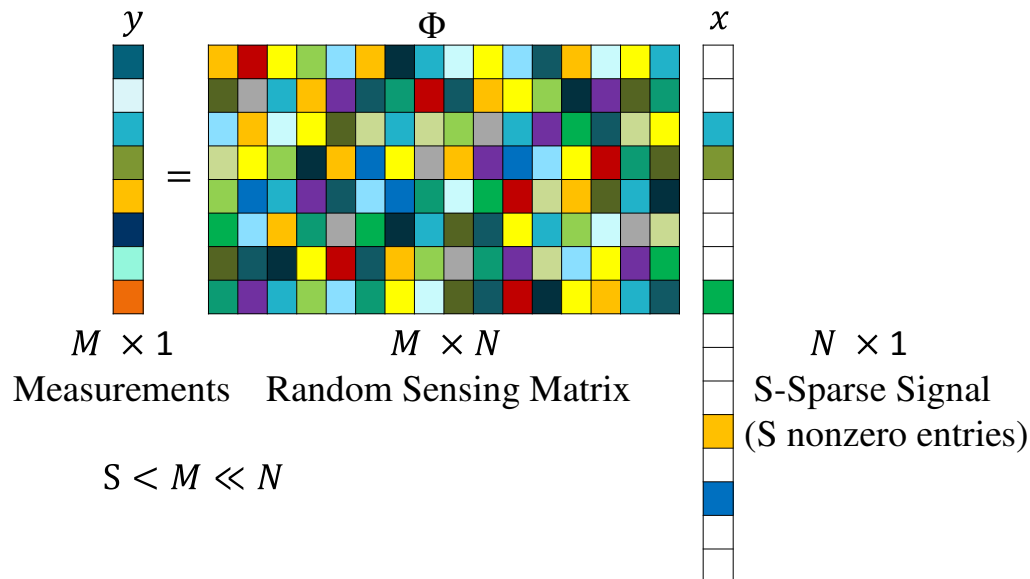 y
Φ
x
=
M × 1
M × N
N × 1
Measurements
Random Sensing Matrix
S-Sparse Signal
(S nonzero entries)
S < M ≪ N